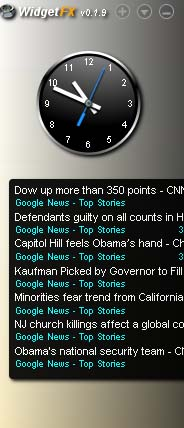 WidgetFX v0.1.9
12
11 1
10 2
9 3
8 4
7 5
6
Dow up more than 350 points - CNN
Google News - Top Stories
Defendants guilty on all counts in H
Google News - Top Stories 3
Capitol Hill feels Obama's hand - Ch
Google News - Top Stories 3
Kaufman Picked by Governor to Fill
Google News - Top Stories
Minorities fear trend from California
Google News - Top Stories
NJ church killings affect a global co
Google News - Top Stories
Obama's national security team - C
Google News - Top Stories